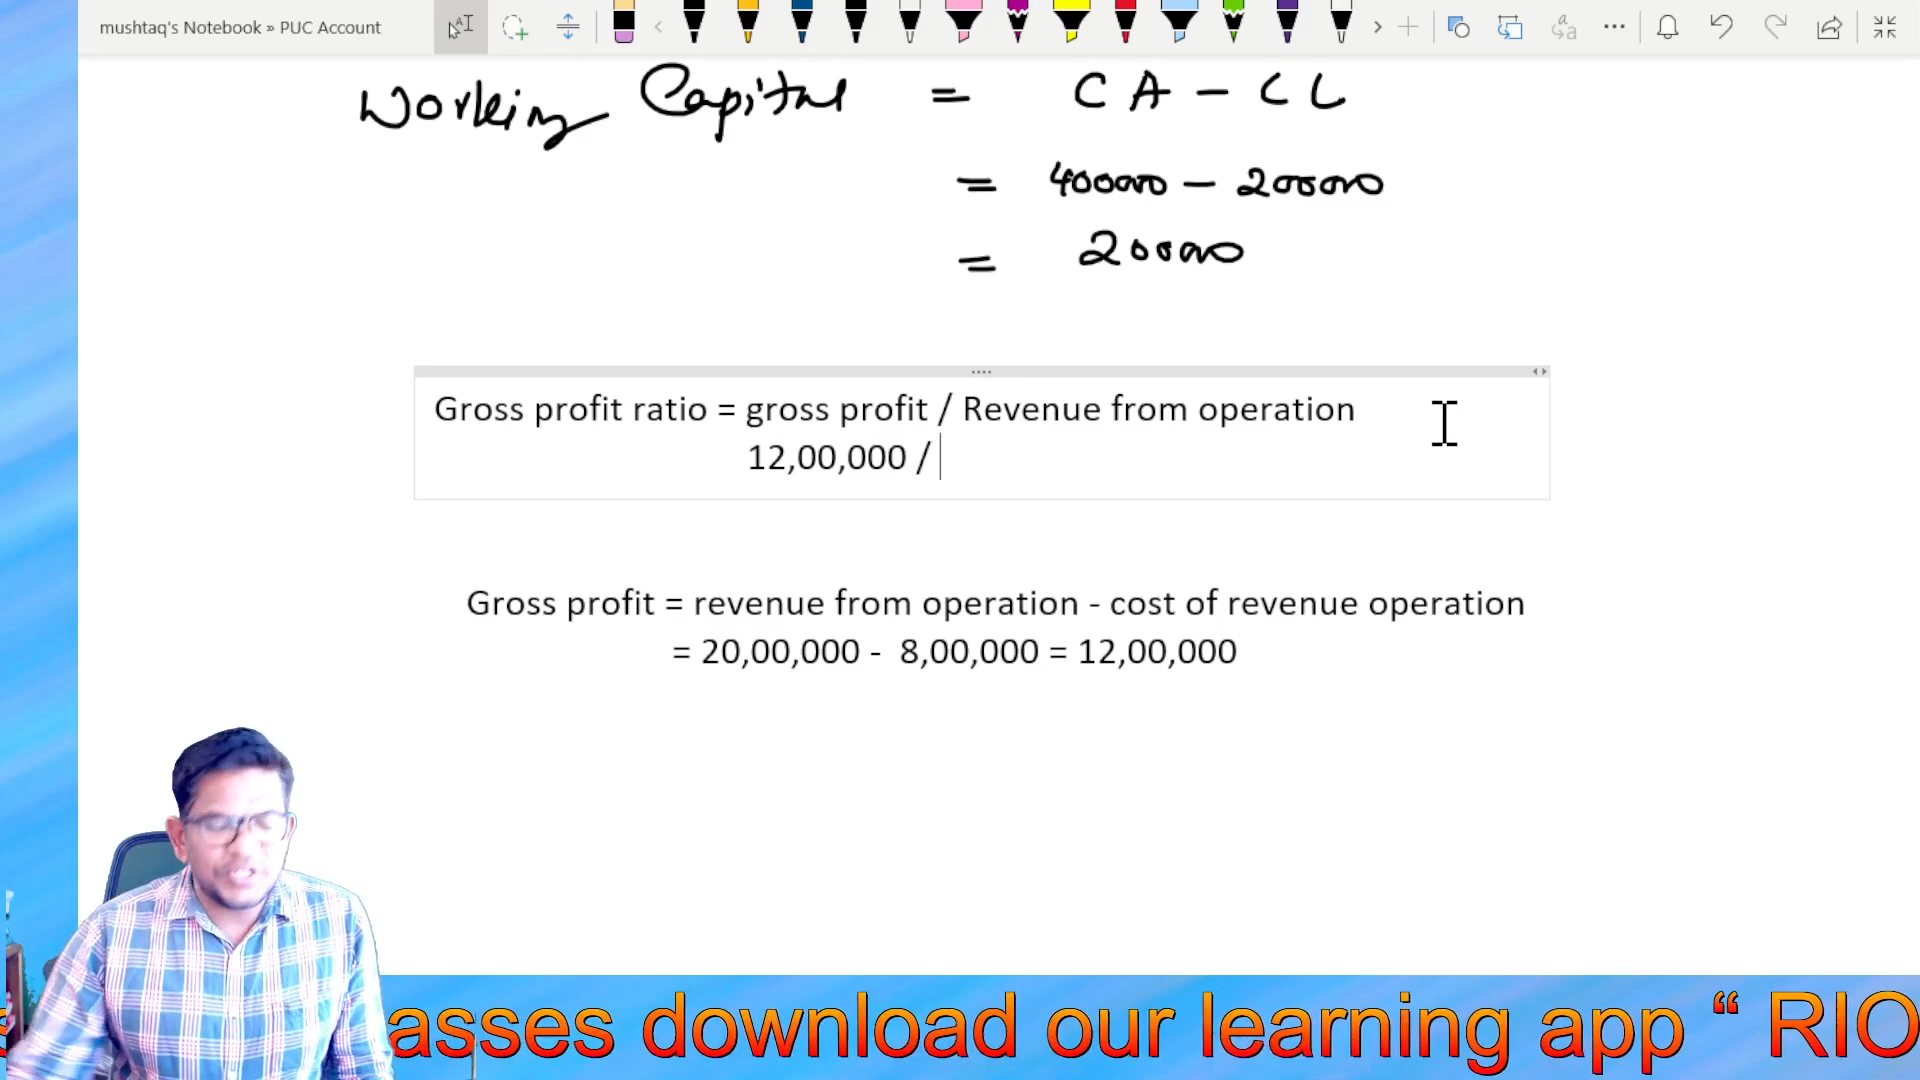 mushtaq's Notebook » PUC Account
Working Capital = CA - CL
= 400000 - 200000
= 200000
Gross profit ratio = gross profit / Revenue from operation
12,00,000 /
Gross profit = revenue from operation - cost of revenue operation
= 20,00,000 - 8,00,000 = 12,00,000
asses download our learning app “ RIO